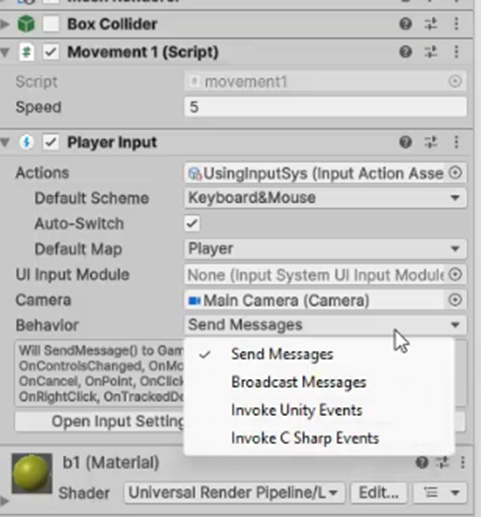 Box Collider
Movement 1 (Script)
Script movement1
Speed 5
Player Input
Actions UsingInputSys (Input Action Asse
Default Scheme Keyboard&Mouse
Auto-Switch
Default Map Player
UI Input Module None (Input System UI Input Module
Camera Main Camera (Camera)
Behavior Send Messages
Will SendMessage() to Gam
OnControlsChanged, OnMo
OnCancel, OnPoint, OnClick
OnRightClick, OnTrackedDe
Send Messages
Broadcast Messages
Invoke Unity Events
Invoke C Sharp Events
Open Input Setting
b1 (Material)
Shader Universal Render Pipeline/L Edit...